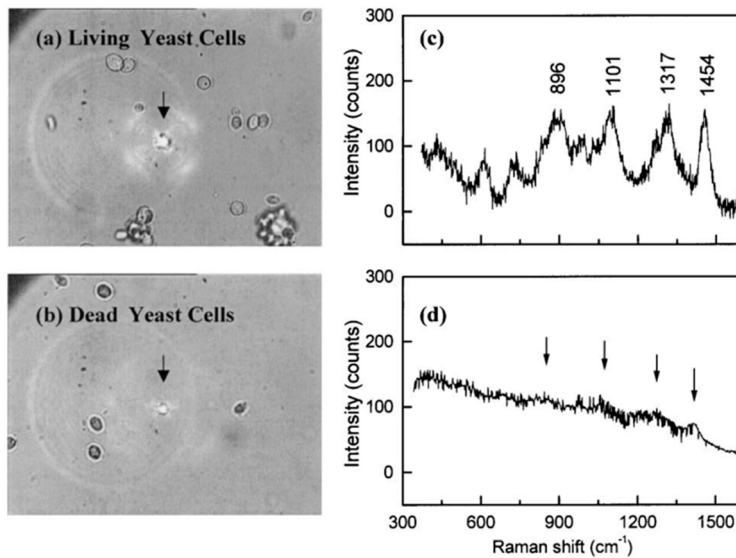 (a) Living Yeast Cells
(b) Dead Yeast Cells
(c)
300
200
100
0
Intensity (counts)
896
1101
1317
1454
(d)
300
200
100
0
Intensity (counts)
300
600
900
1200
1500
Raman shift (cm⁻¹)